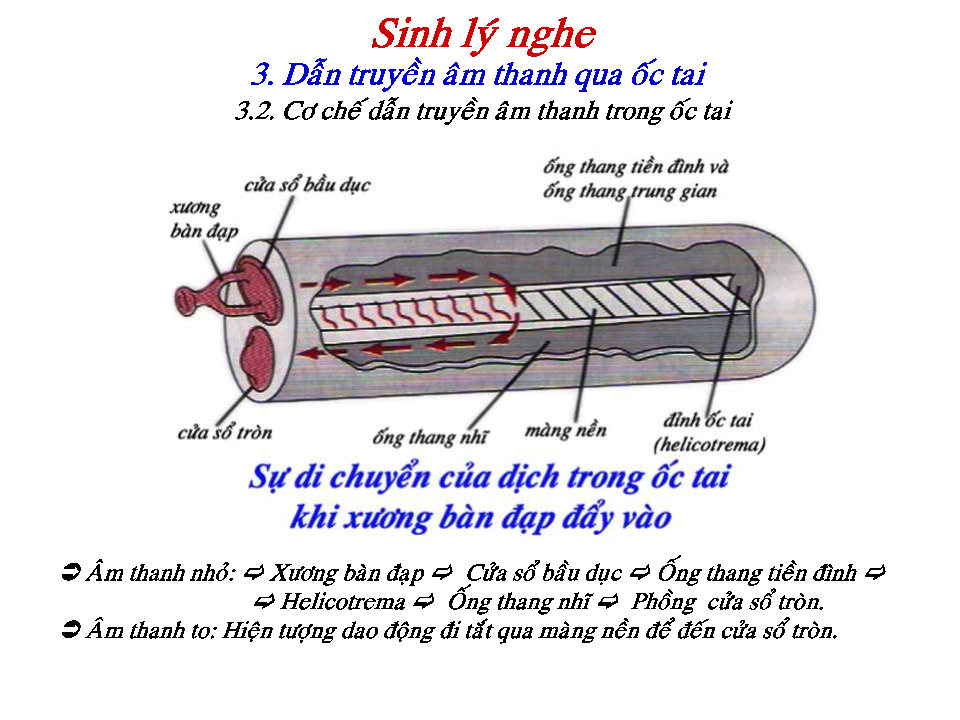 Sinh lý nghe
3. Dẫn truyền âm thanh qua ốc tai
3.2. Cơ chế dẫn truyền âm thanh trong ốc tai
cửa sổ bầu dục
ống thang tiền đình và
ống thang trung gian
xương
bàn đạp
cửa sổ tròn
ống thang nhĩ
màng nền
đỉnh ốc tai
(helicotrema)
Sự di chuyển của dịch trong ốc tai
khi xương bàn đạp đẩy vào
➲ Âm thanh nhỏ: ➯ Xương bàn đạp ➯ Cửa sổ bầu dục ➯ Ống thang tiền đình ➯
➯ Helicotrema ➯ Ống thang nhĩ ➯ Phồng cửa sổ tròn.
➲ Âm thanh to: Hiện tượng dao động đi tắt qua màng nền để đến cửa sổ tròn.